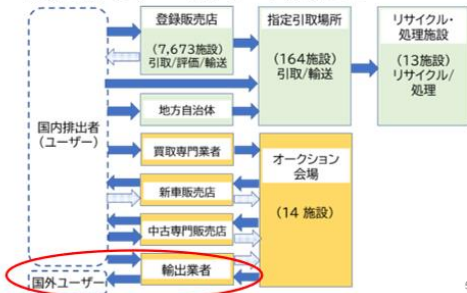 登録販売店
(7,673施設)
引取/評価/輸送
指定引取場所
(164施設)
引取/輸送
リサイクル・
処理施設
(13施設)
リサイクル/
処理
国内排出者
(ユーザー)
地方自治体
買取専門業者
新車販売店
中古専門販売店
輸出業者
オークション
会場
(14 施設)
国外ユーザー